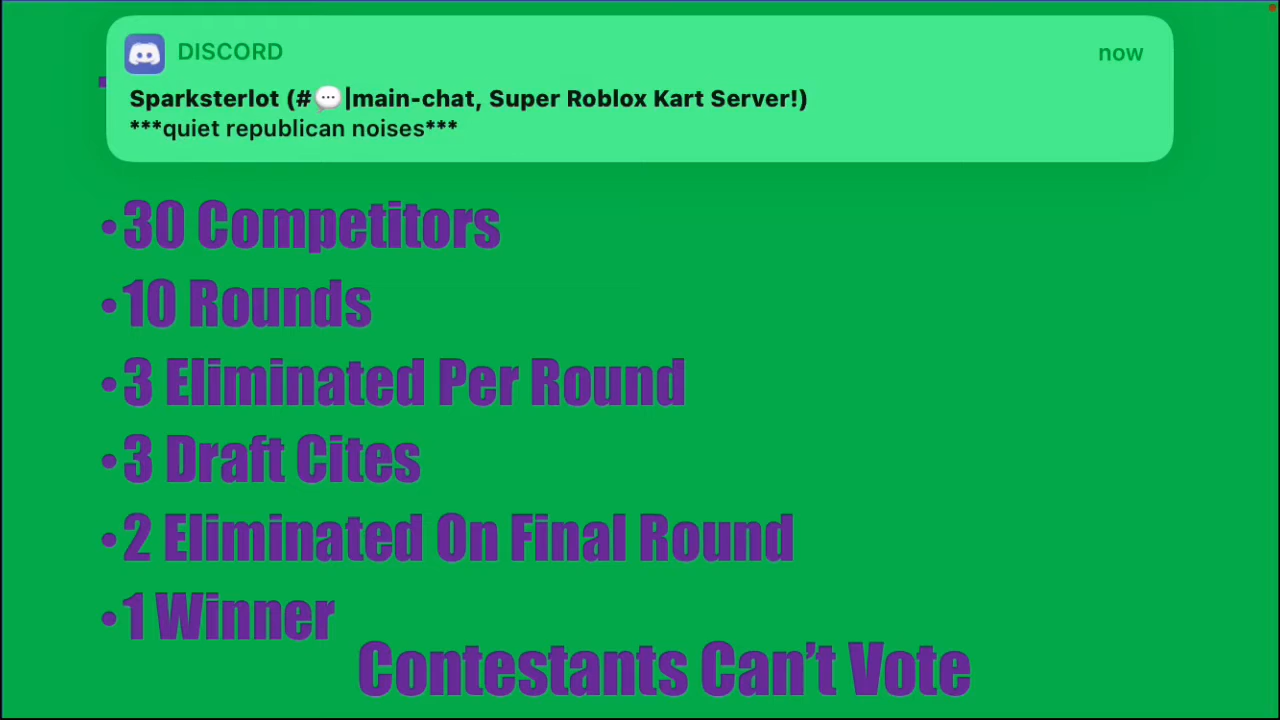 DISCORD now
Sparksterlot (#💬|main-chat, Super Roblox Kart Server!)
***quiet republican noises***
•30 Competitors
•10 Rounds
•3 Eliminated Per Round
•3 Draft Cites
•2 Eliminated On Final Round
•1 Winner
Contestants Can’t Vote